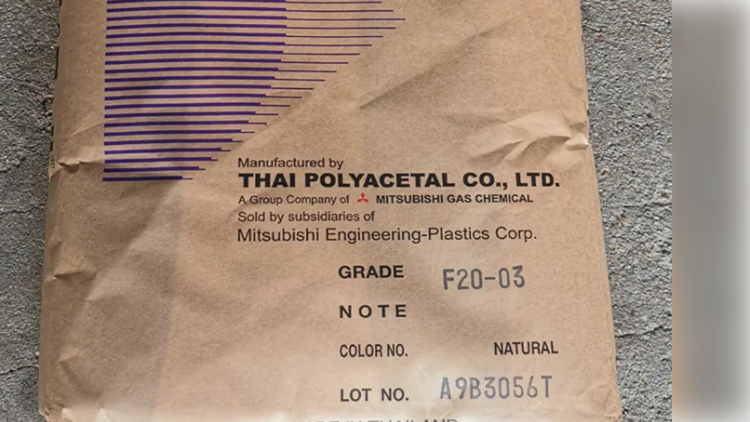 Manufactured by
THAI POLYACETAL CO., LTD.
A Group Company of MITSUBISHI GAS CHEMICAL
Sold by subsidiaries of
Mitsubishi Engineering-Plastics Corp.
GRADE F20-03
NOTE
COLOR NO. NATURAL
LOT NO. A9B3056T